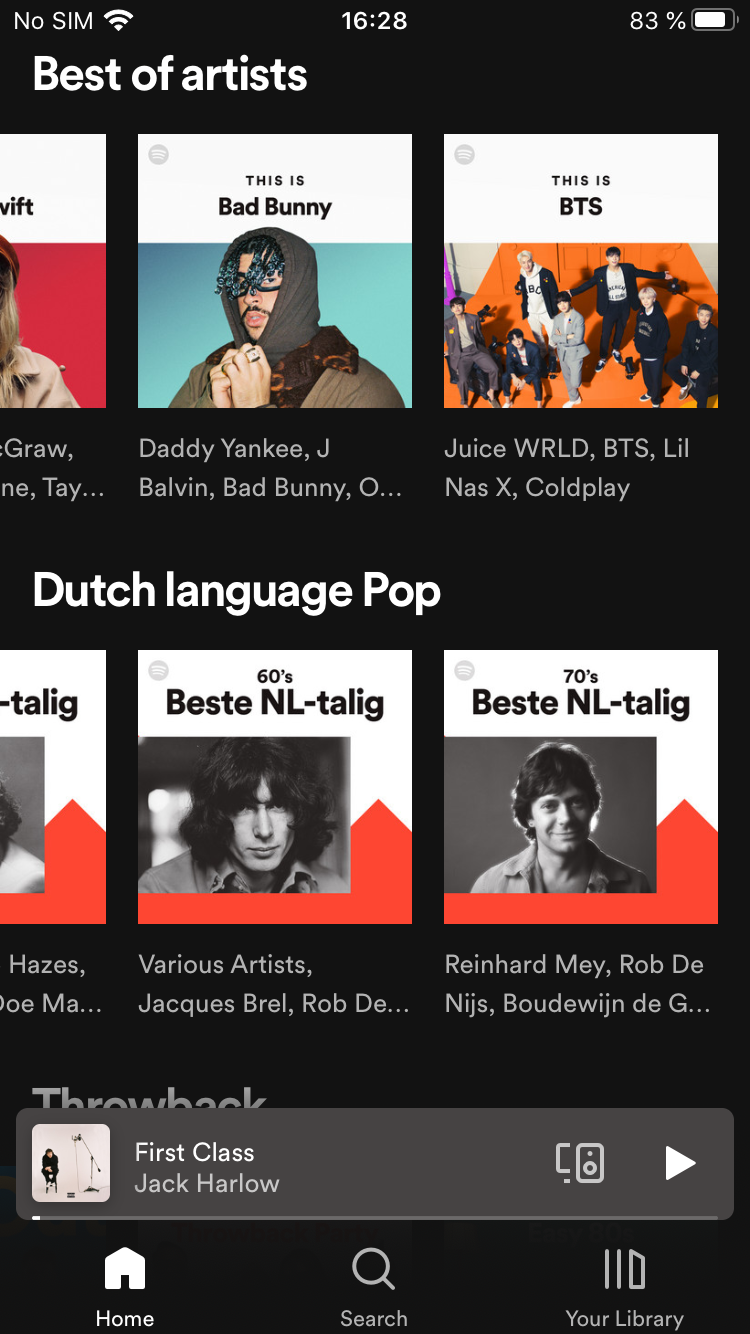 No SIM 16:28 83 %
Best of artists
wift
THIS IS
Bad Bunny
THIS IS
BTS
cGraw,
ne, Tay...
Daddy Yankee, J
Balvin, Bad Bunny, O...
Juice WRLD, BTS, Lil
Nas X, Coldplay
Dutch language Pop
-talig
60's
Beste NL-talig
70's
Beste NL-talig
Hazes,
Doe Ma...
Various Artists,
Jacques Brel, Rob De...
Reinhard Mey, Rob De
Nijs, Boudewijn de G...
Throwback
First Class
Jack Harlow
Home
Search
Your Library